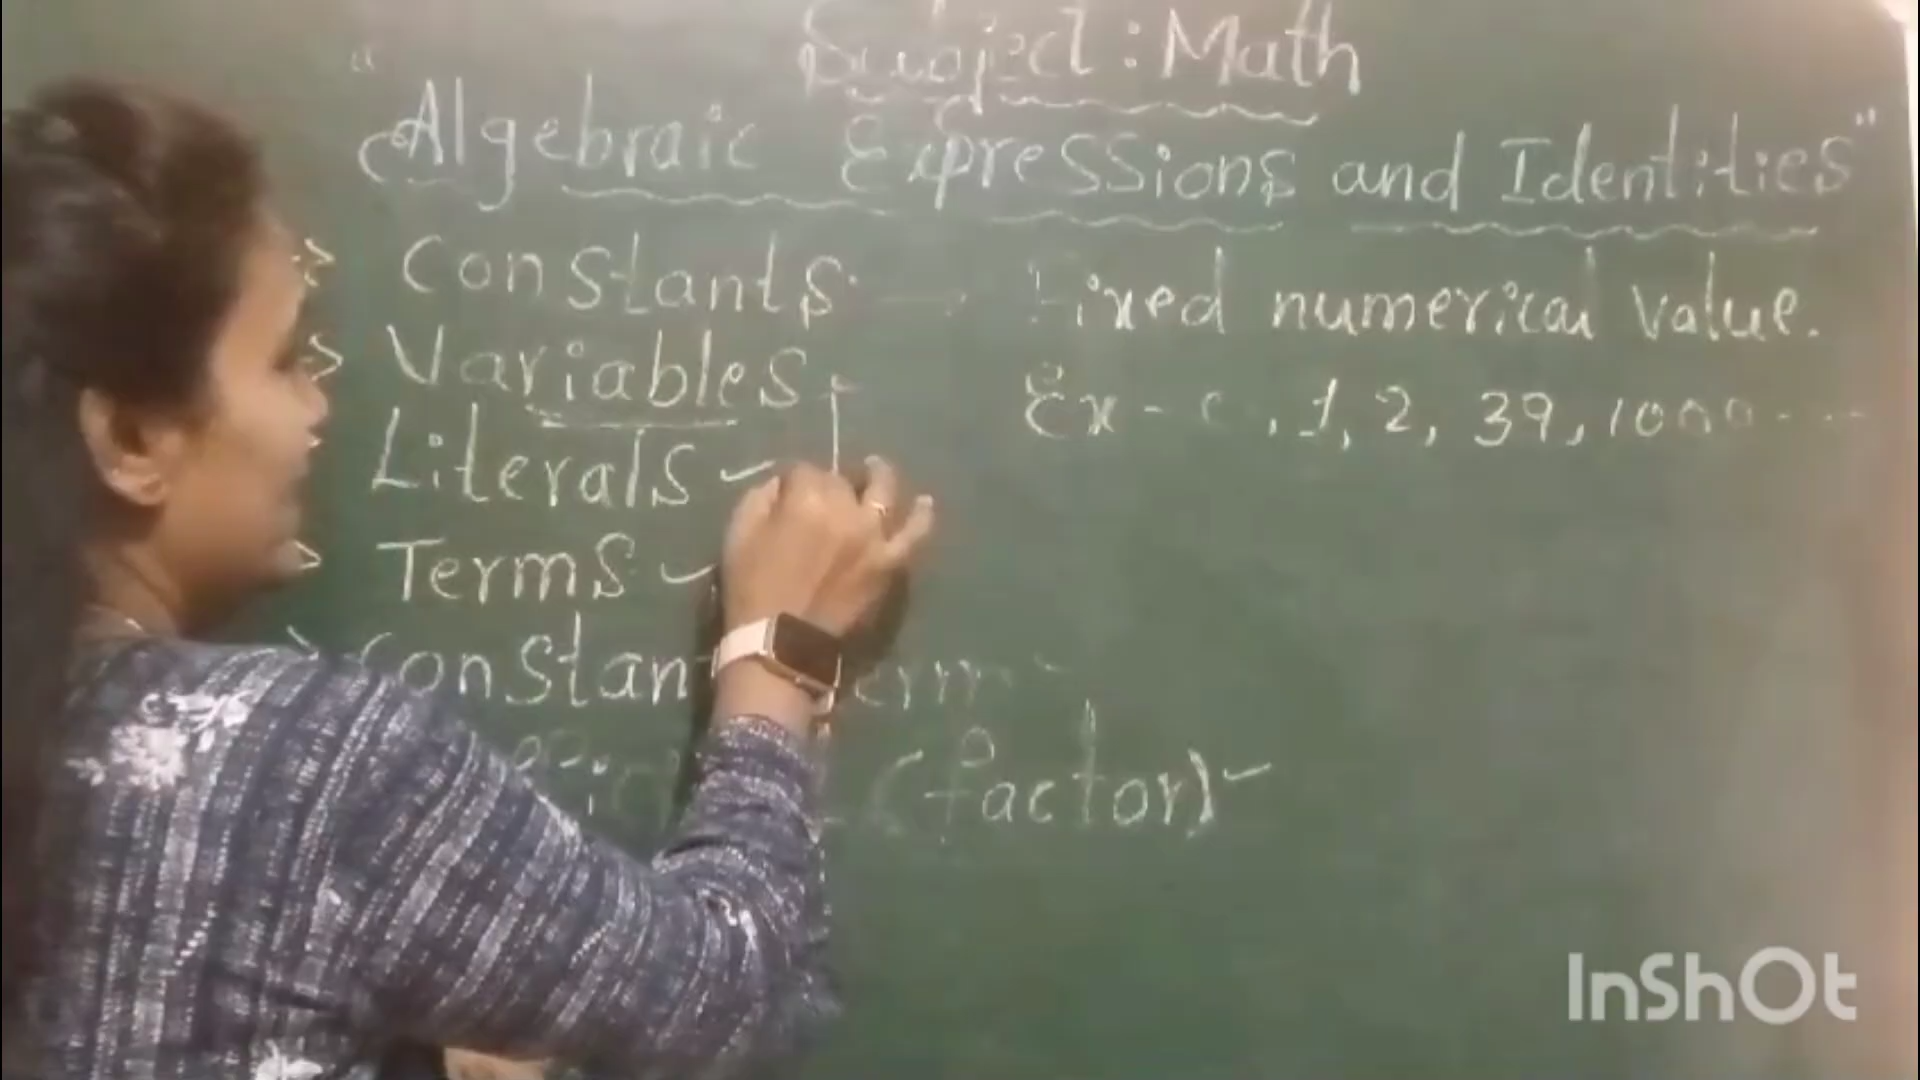 Subject : Math
"Algebraic Expressions and Identities"
> Constants → Fixed numerical value.
> Variables
Ex - 0, 1, 2, 39, 1000 ....
Literals
> Terms
> Constant Term
(factor)
InShOt